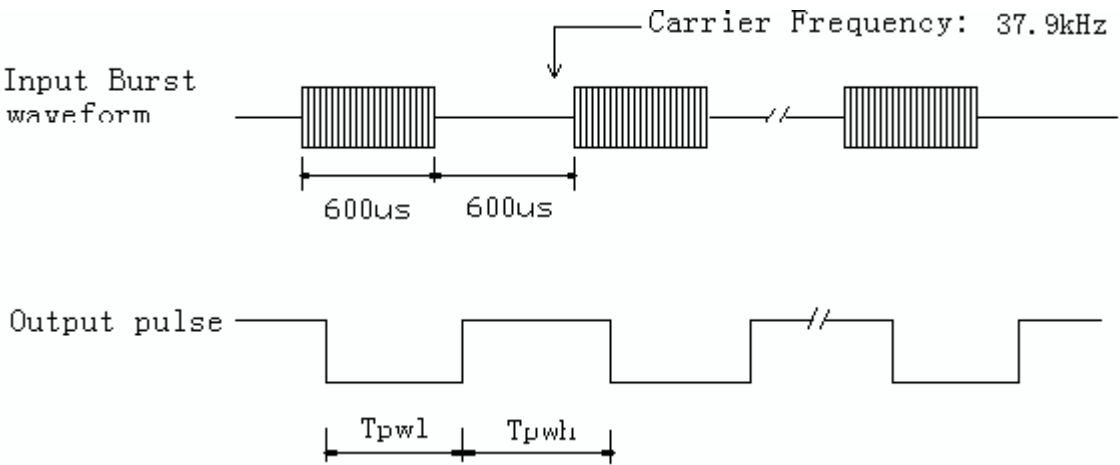 Carrier Frequency: 37.9kHz
Input Burst
waveform
600us 600us
Output pulse
Tpwl Tpwh